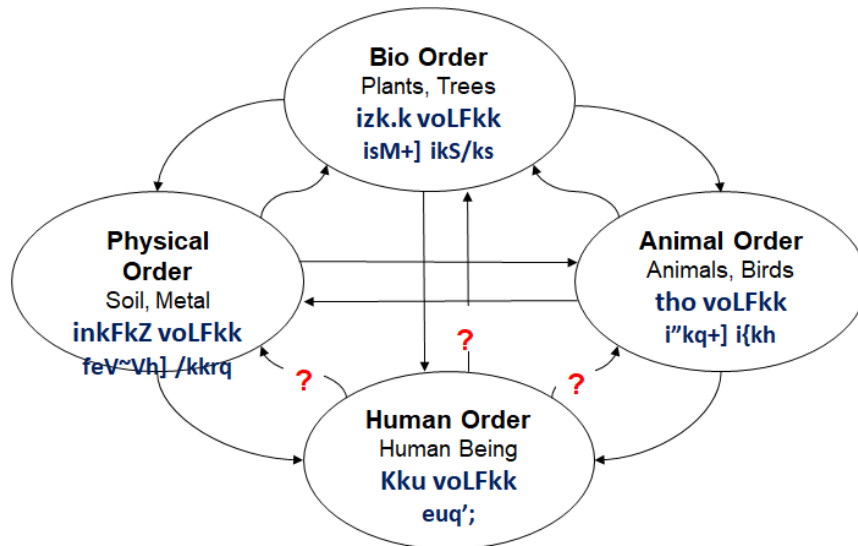 Bio Order
Plants, Trees
izk.k voLFkk
isM+] ikS/ks
Physical
Order
Soil, Metal
inkFkZ voLFkk
feV~Vh] /kkrq
Animal Order
Animals, Birds
tho voLFkk
i”kq+] i{kh
?
?
?
Human Order
Human Being
Kku voLFkk
euq’;